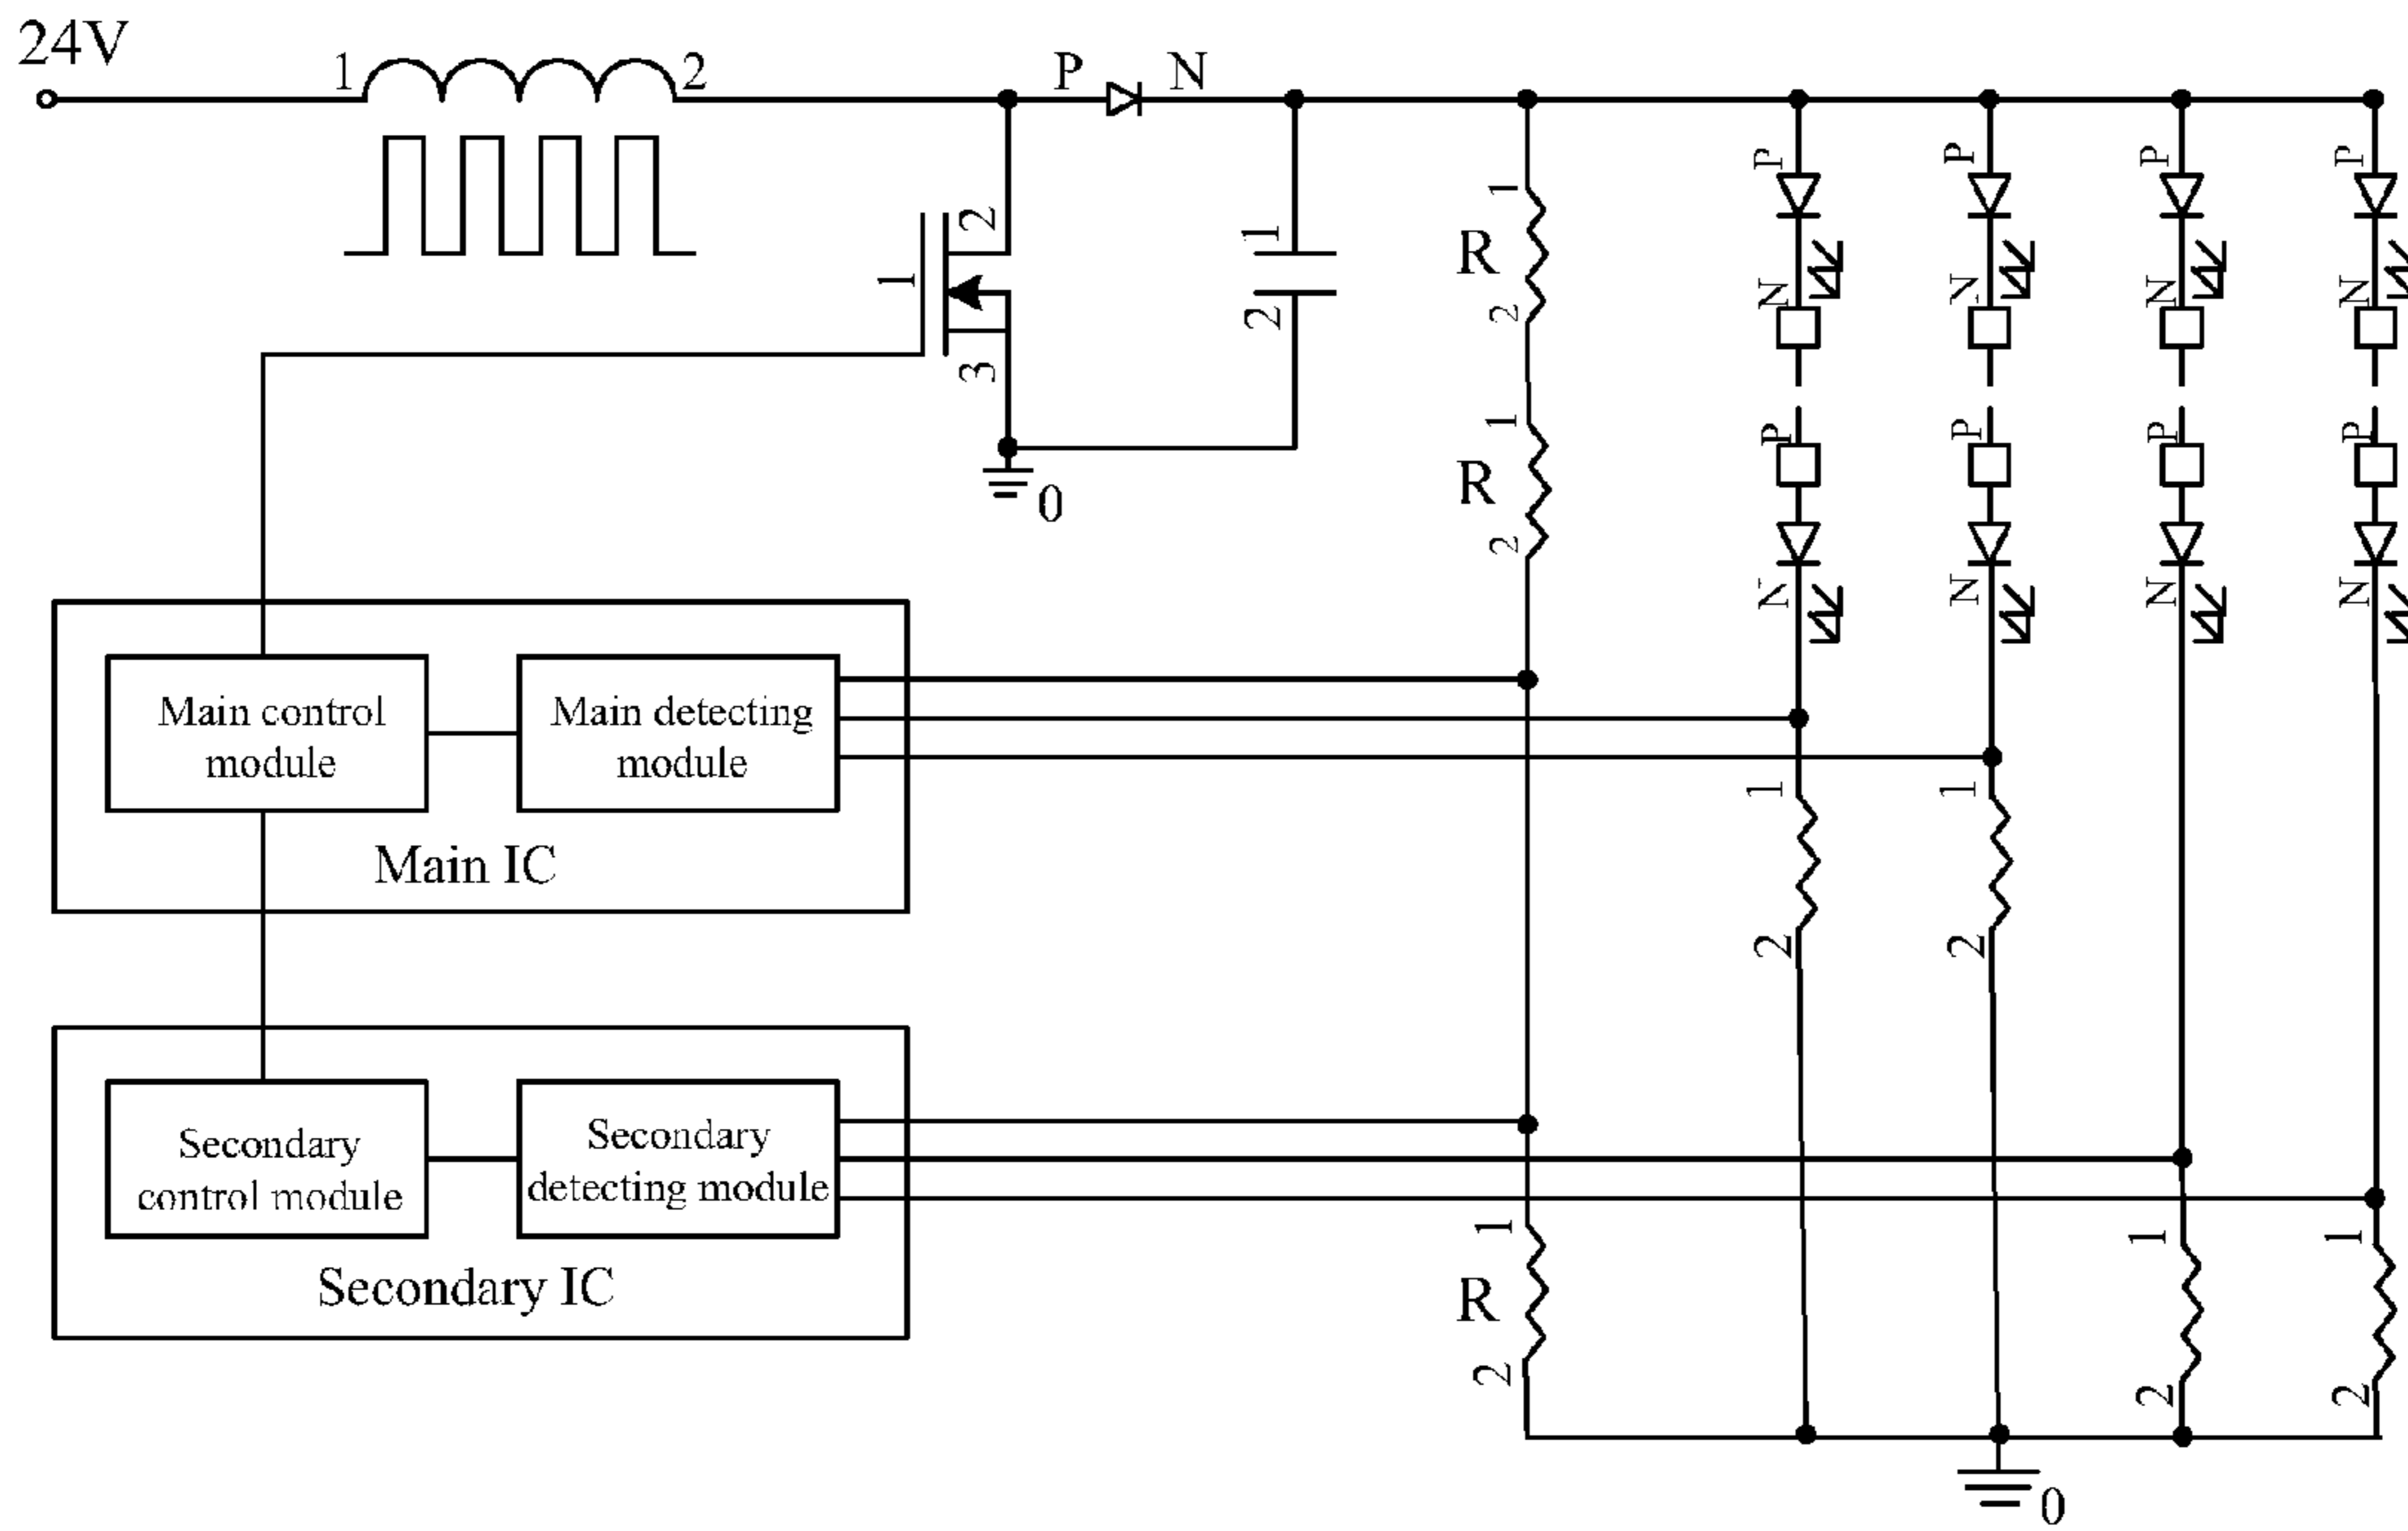 24V
1
2
P
N
1
2
3
0
1
2
R
1
2
R
1
2
P
N
P
N
P
N
P
N
P
N
P
N
P
N
P
N
Main control
module
Main detecting
module
Main IC
1
2
1
2
Secondary
control module
Secondary
detecting module
Secondary IC
R
1
2
1
2
1
2
0